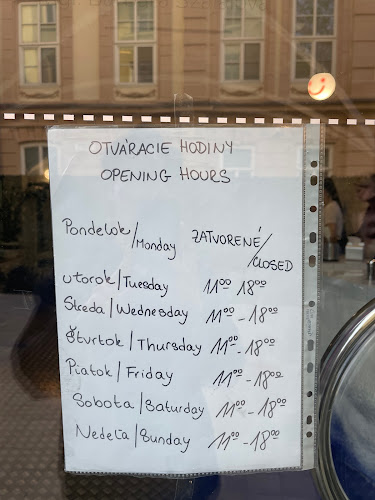 OTVÁRACIE HODINY
OPENING HOURS
Pondelok/Monday ZATVORENÉ/CLOSED
utorok/Tuesday 11⁰⁰ 18⁰⁰
Streda/Wednesday 11⁰⁰-18⁰⁰
Štvrtok/Thursday 11⁰⁰-18⁰⁰
Piatok/Friday 11⁰⁰-18⁰⁰
Sobota/Saturday 11⁰⁰-18⁰⁰
Nedeľa/Sunday 11⁰⁰-18⁰⁰